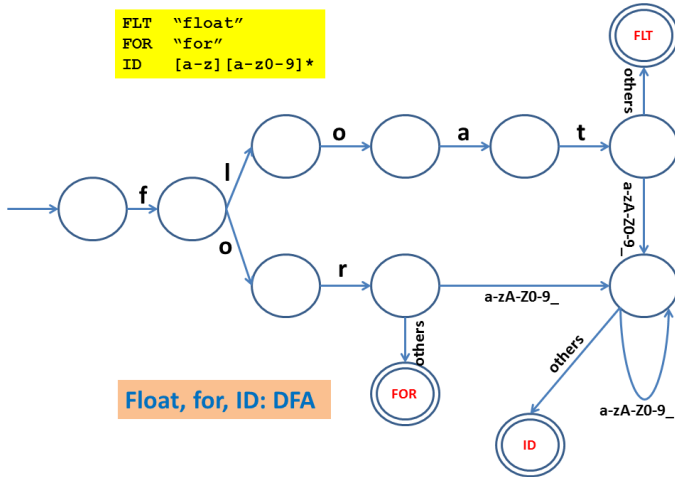 FLT “float”
FOR “for”
ID [a-z][a-z0-9]*
FLT
others
o
a
t
l
f
a-zA-Z0-9_
o
r
a-zA-Z0-9_
others
others
FOR
Float, for, ID: DFA
a-zA-Z0-9_
ID